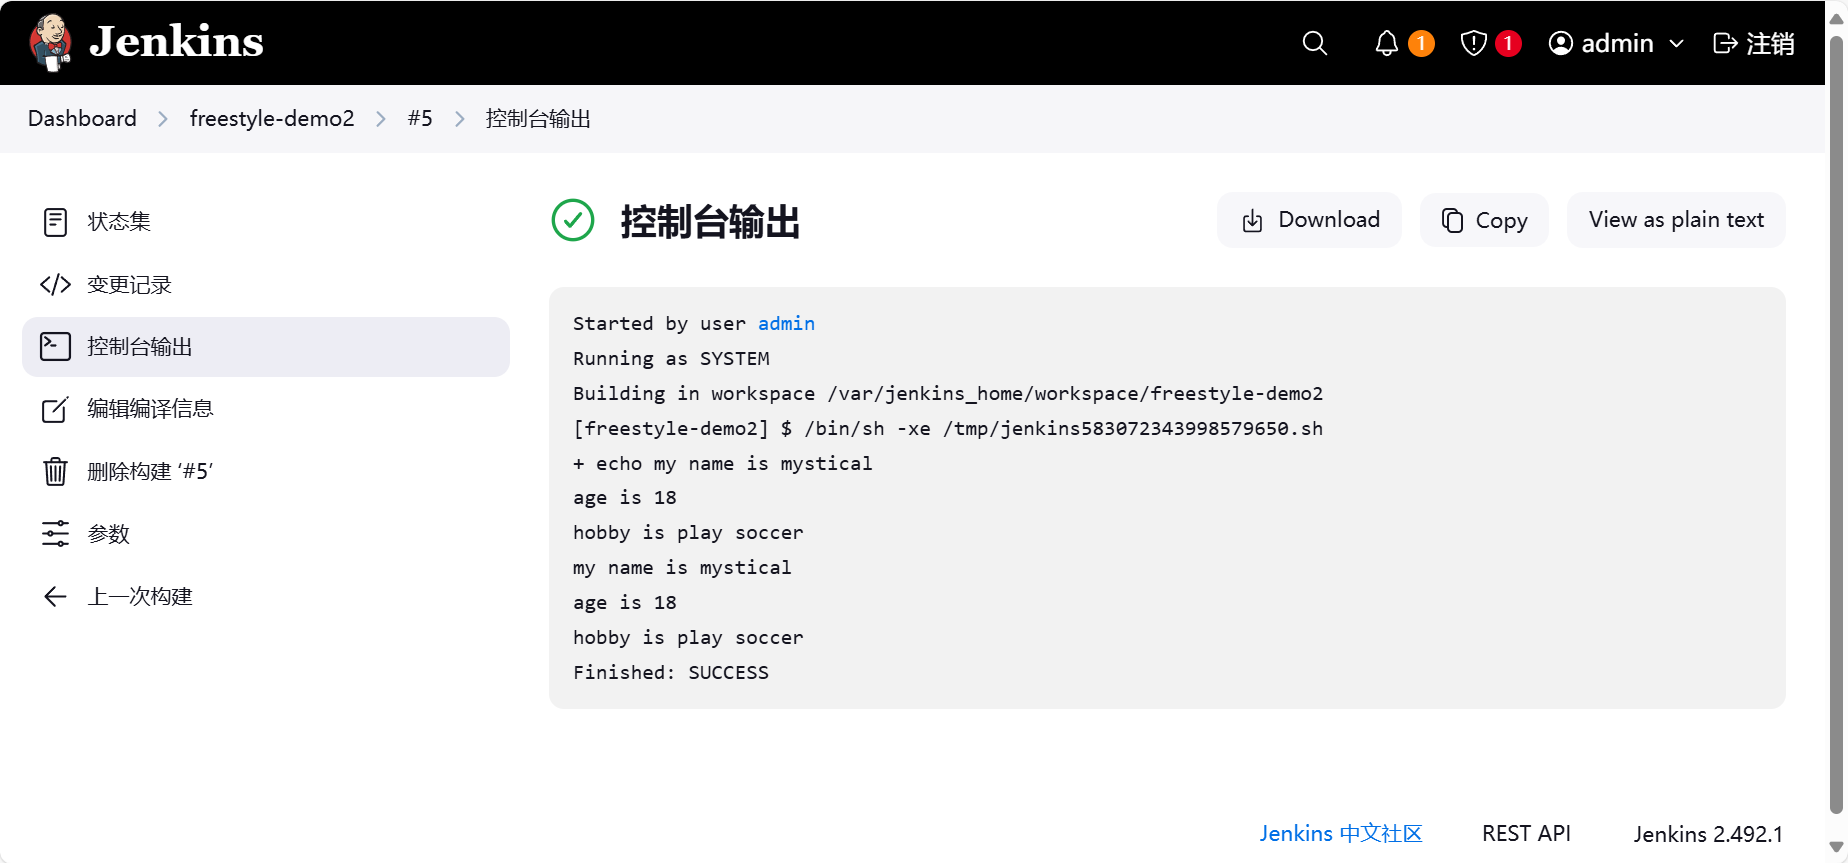 Jenkins
1
1
admin
注销
Dashboard
freestyle-demo2
#5
控制台输出
状态集
变更记录
控制台输出
编辑编译信息
删除构建 ‘#5’
参数
上一次构建
控制台输出
Download
Copy
View as plain text
Started by user admin
Running as SYSTEM
Building in workspace /var/jenkins_home/workspace/freestyle-demo2
[freestyle-demo2] $ /bin/sh -xe /tmp/jenkins583072343998579650.sh
+ echo my name is mystical
age is 18
hobby is play soccer
my name is mystical
age is 18
hobby is play soccer
Finished: SUCCESS
Jenkins 中文社区
REST API
Jenkins 2.492.1